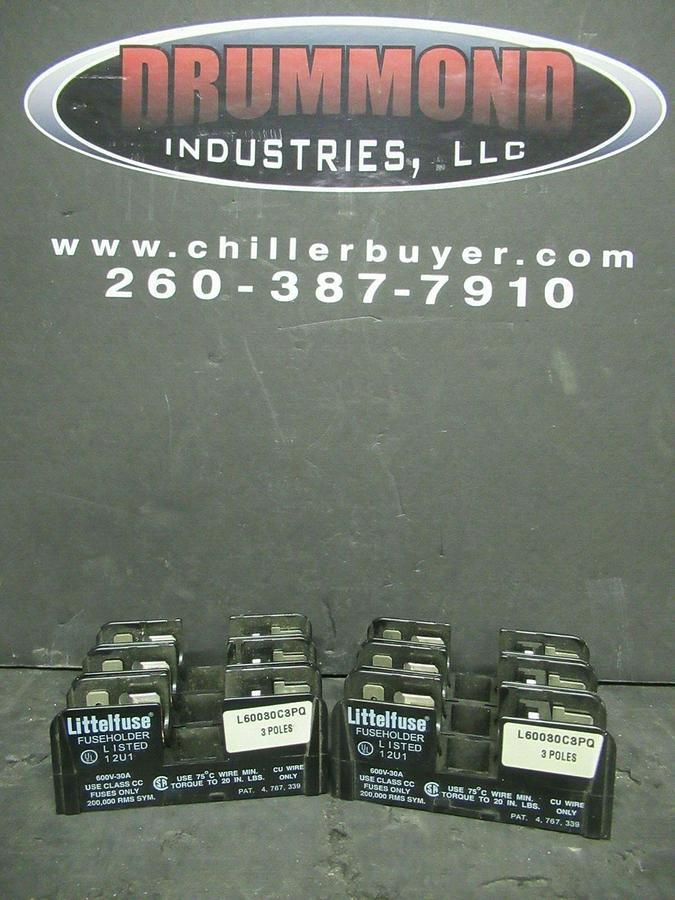 DRUMMOND
INDUSTRIES, LLC
www.chillerbuyer.com
260-387-7910
Littelfuse®
FUSEHOLDER
UL LISTED
12U1
L60030C3PQ
3 POLES
600V-30A
USE CLASS CC
FUSES ONLY
200,000 RMS SYM.
SA USE 75°C WIRE MIN.
TORQUE TO 20 IN. LBS.
CU WIRE
ONLY
PAT. 4, 767, 339
Littelfuse®
FUSEHOLDER
UL LISTED
12U1
L60030C3PQ
3 POLES
600V-30A
USE CLASS CC
FUSES ONLY
200,000 RMS SYM.
SA USE 75°C WIRE MIN.
TORQUE TO 20 IN. LBS.
CU WIRE
ONLY
PAT. 4, 767, 339